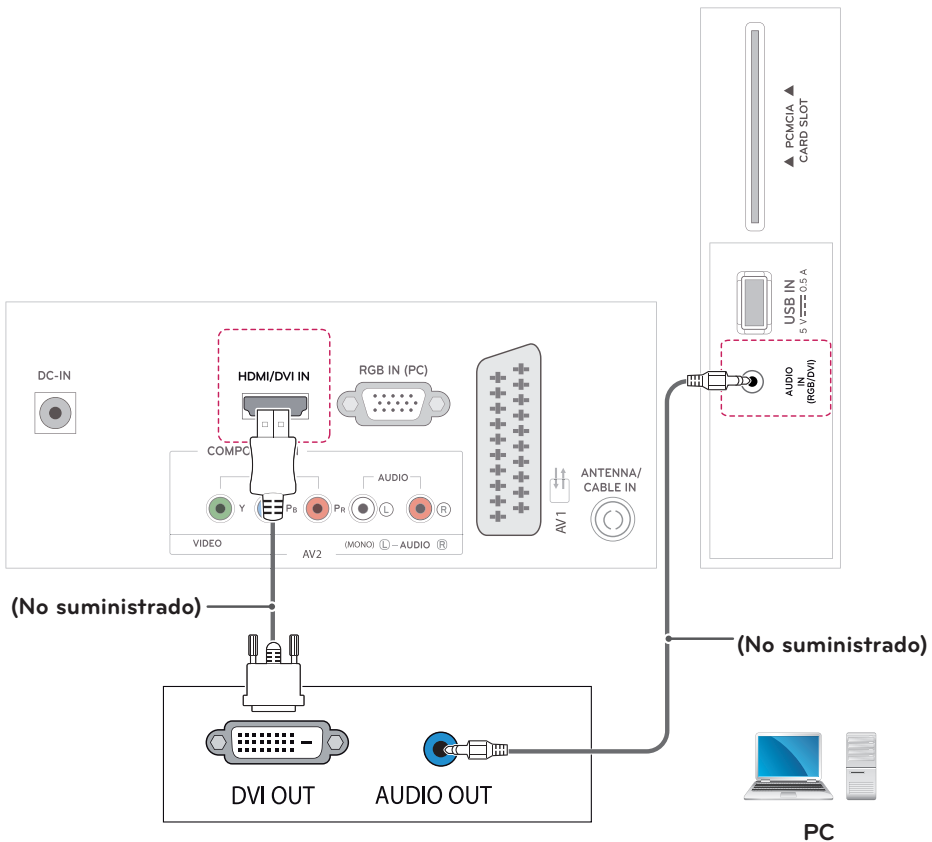 ▲ PCMCIA ▲
CARD SLOT
USB IN
5 V 0.5 A
AUDIO
IN
(RGB/DVI)
DC-IN
HDMI/DVI IN
RGB IN (PC)
COMPO
AUDIO
Y
PB
PR
L
R
VIDEO
(MONO) L – AUDIO R
AV2
AV1
ANTENNA/
CABLE IN
(No suministrado)
(No suministrado)
DVI OUT
AUDIO OUT
PC